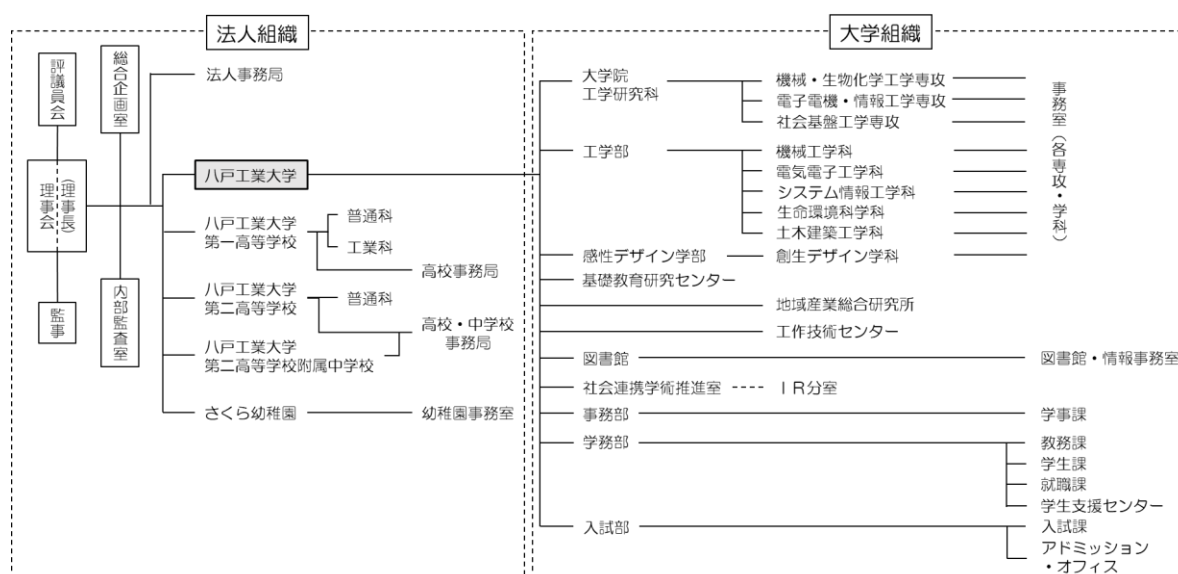 法人組織
評議員会
総合企画室
法人事務局
理事会
（理事長）
監事
内部監査室
八戸工業大学
八戸工業大学
第一高等学校
普通科
工業科
高校事務局
八戸工業大学
第二高等学校
普通科
高校・中学校
事務局
八戸工業大学
第二高等学校附属中学校
さくら幼稚園
幼稚園事務室
大学組織
大学院
工学研究科
機械・生物化学工学専攻
電子電機・情報工学専攻
社会基盤工学専攻
工学部
機械工学科
電気電子工学科
システム情報工学科
生命環境科学科
土木建築工学科
事務室（各専攻・学科）
感性デザイン学部
創生デザイン学科
基礎教育研究センター
地域産業総合研究所
工作技術センター
図書館
図書館・情報事務室
社会連携学術推進室
ＩＲ分室
事務部
学事課
学務部
教務課
学生課
就職課
学生支援センター
入試部
入試課
アドミッション
・オフィス